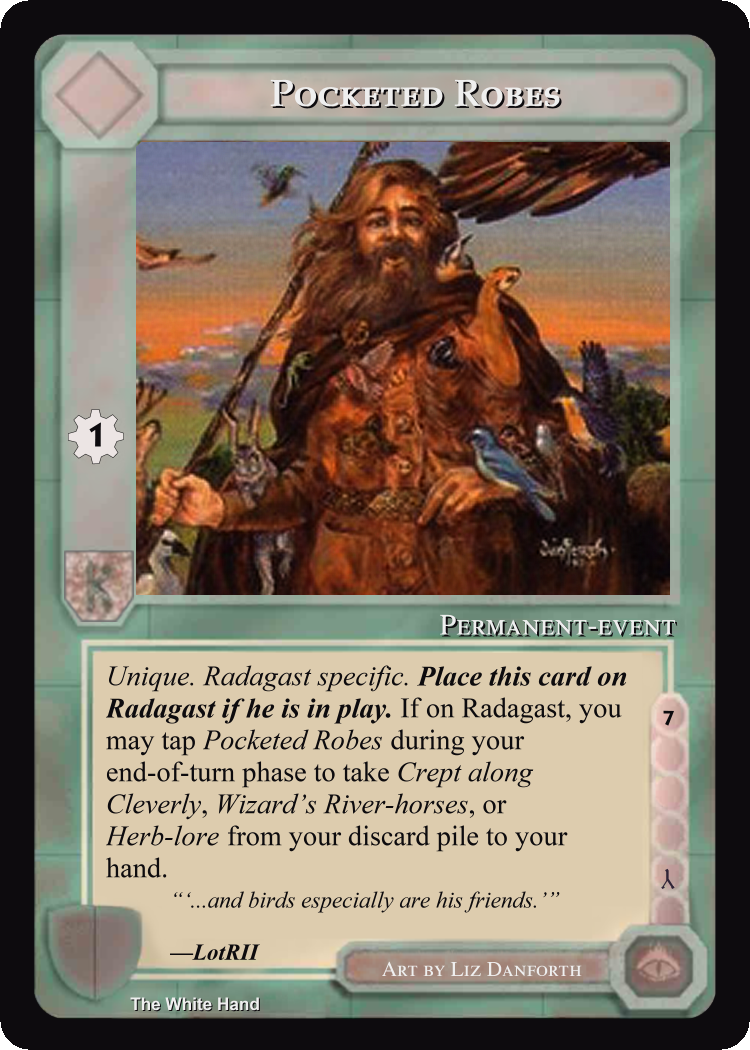 Pocketed Robes
1
K
Permanent-event
Unique. Radagast specific. Place this card on
Radagast if he is in play. If on Radagast, you
may tap Pocketed Robes during your
end-of-turn phase to take Crept along
Cleverly, Wizard’s River-horses, or
Herb-lore from your discard pile to your
hand.
“‘...and birds especially are his friends.’”
—LotRII
7
Art by Liz Danforth
The White Hand